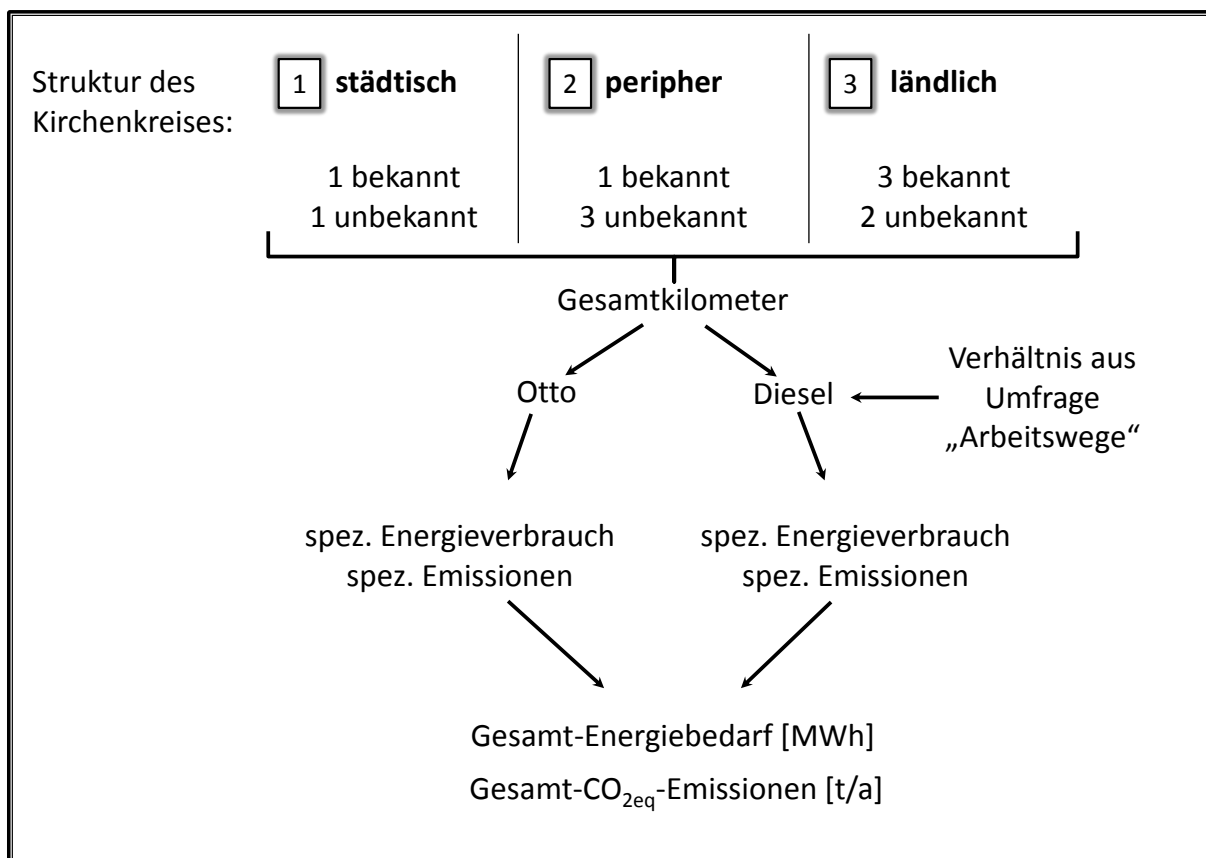 Struktur des
Kirchenkreises:
1 städtisch
2 peripher
3 ländlich
1 bekannt
1 unbekannt
1 bekannt
3 unbekannt
3 bekannt
2 unbekannt
Gesamtkilometer
Otto
Diesel
Verhältnis aus
Umfrage
„Arbeitswege“
spez. Energieverbrauch
spez. Emissionen
spez. Energieverbrauch
spez. Emissionen
Gesamt-Energiebedarf [MWh]
Gesamt-CO₂eq-Emissionen [t/a]